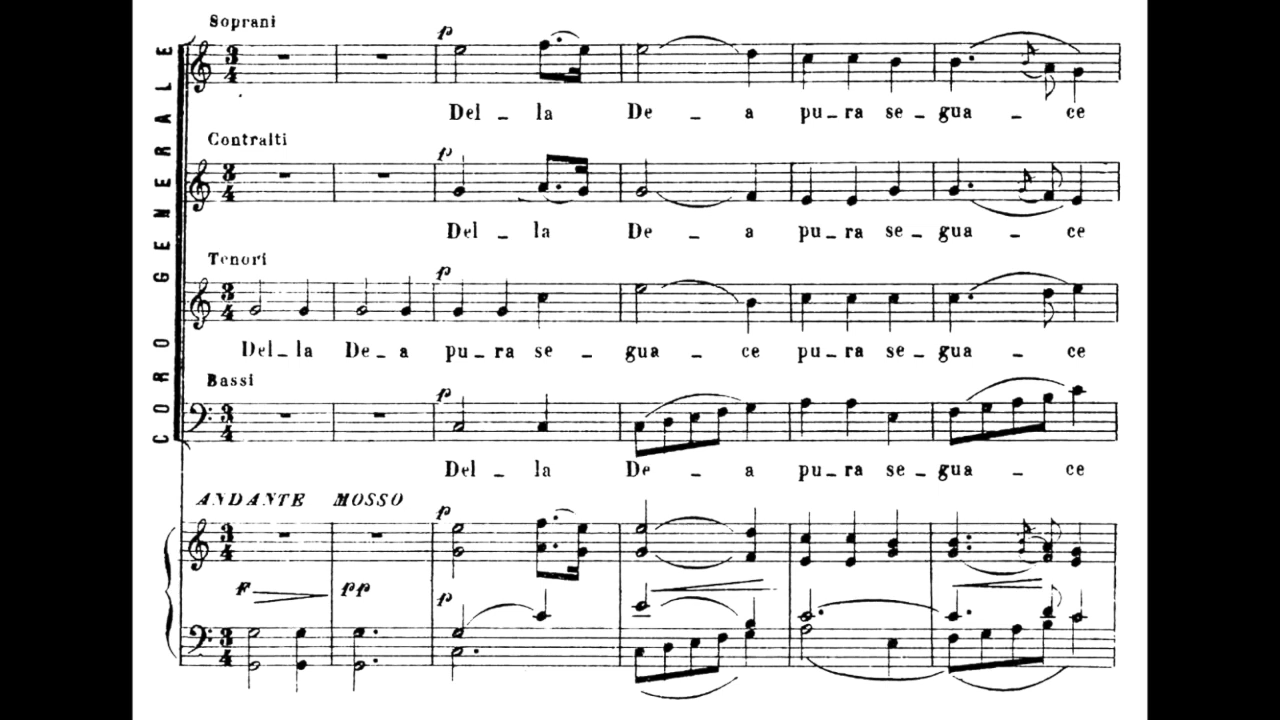 CORO GENERALE
Soprani
p
Del _ la De _ a pu _ ra se _ gua _ ce
Contralti
p
Del _ la De _ a pu _ ra se _ gua _ ce
Tenori
p
Del _ la De _ a pu _ ra se _ gua _ ce pu _ ra se _ gua _ ce
Bassi
p
Del _ la De _ a pu _ ra se _ gua _ ce
ANDANTE MOSSO
p
F pp p